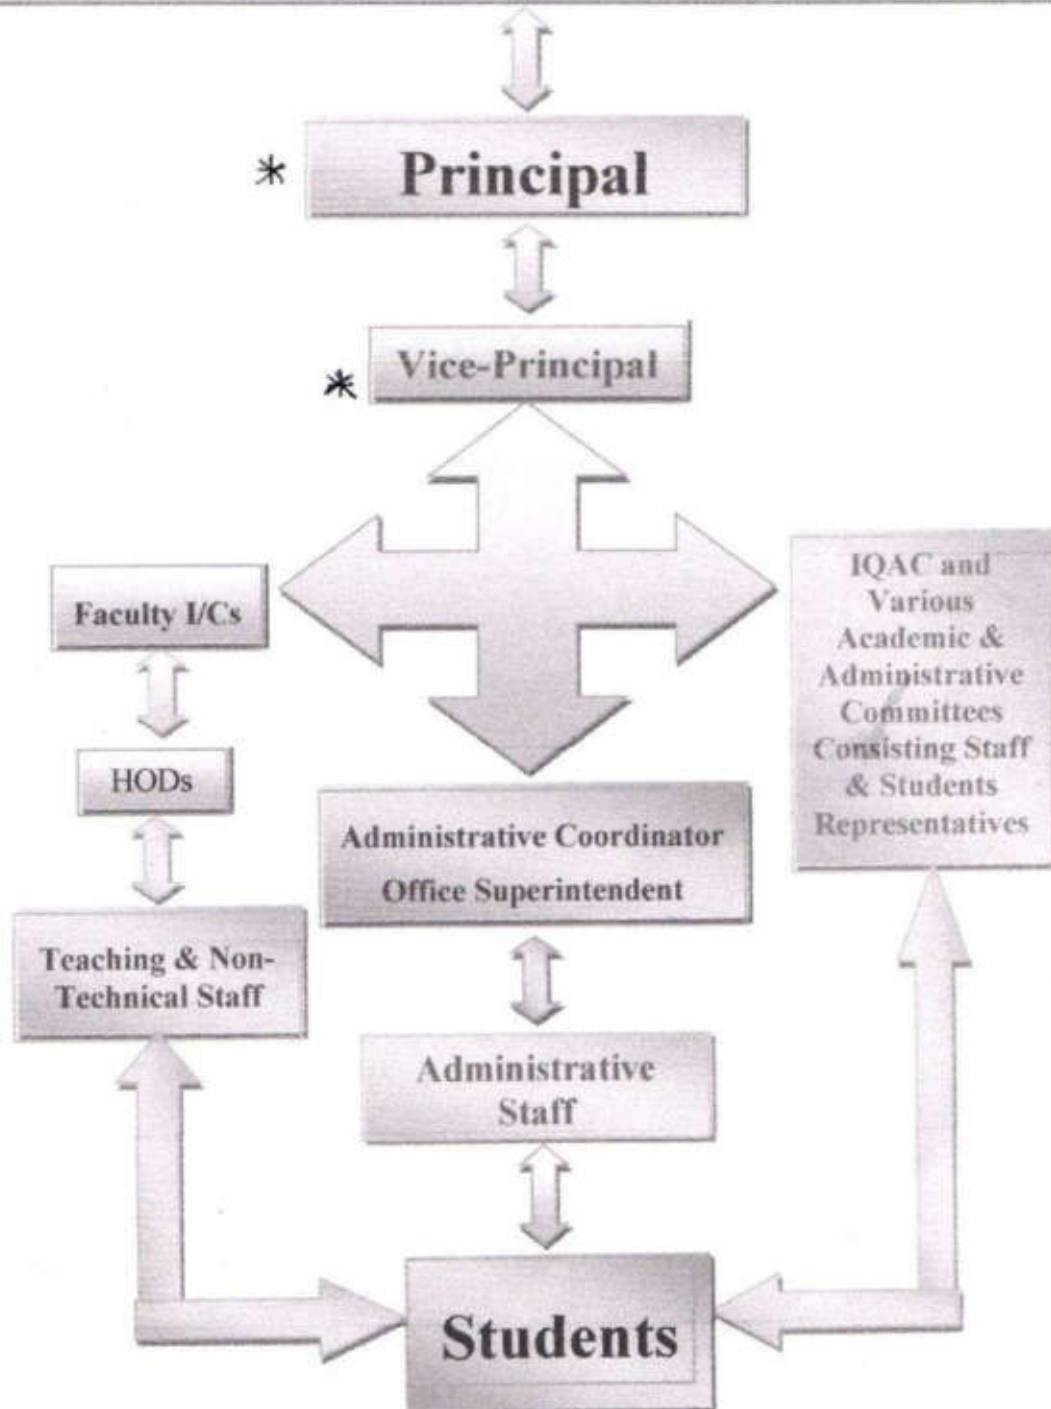 *
Principal
*
Vice-Principal
Faculty I/Cs
HODs
Teaching & Non-
Technical Staff
Administrative Coordinator
Office Superintendent
Administrative
Staff
IQAC and
Various
Academic &
Administrative
Committees
Consisting Staff
& Students
Representatives
Students